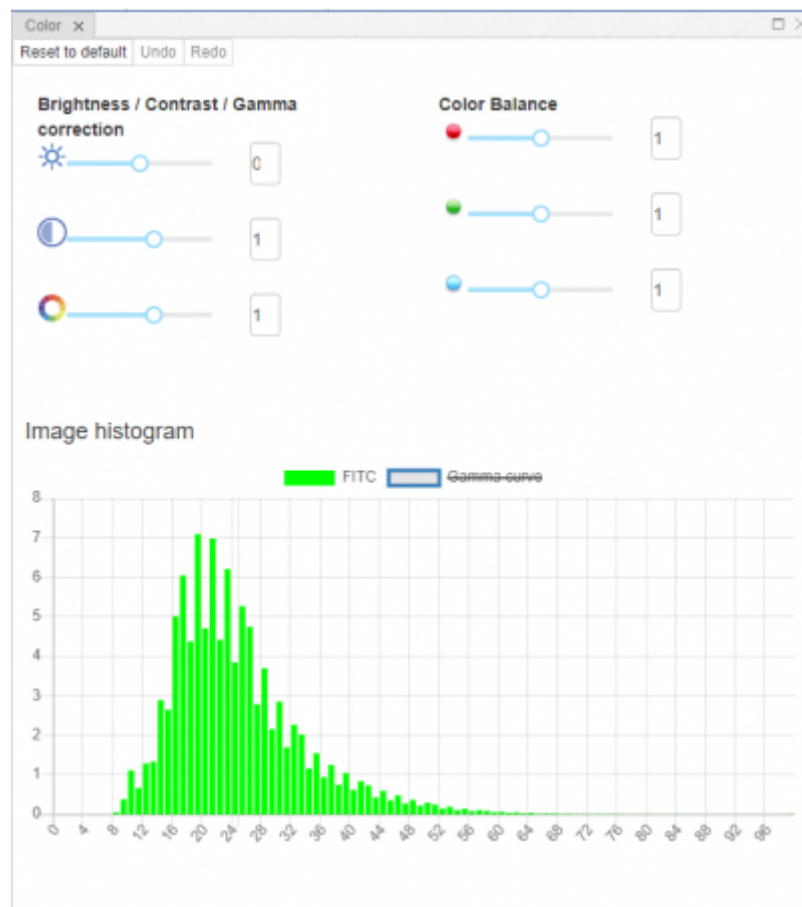 Color ×
Reset to default Undo Redo
Brightness / Contrast / Gamma
correction
0
1
1
Color Balance
1
1
1
Image histogram
FITC Gamma curve
8
7
6
5
4
3
2
1
0
0 4 8 12 16 20 24 28 32 36 40 44 48 52 56 60 64 68 72 76 80 84 88 92 96